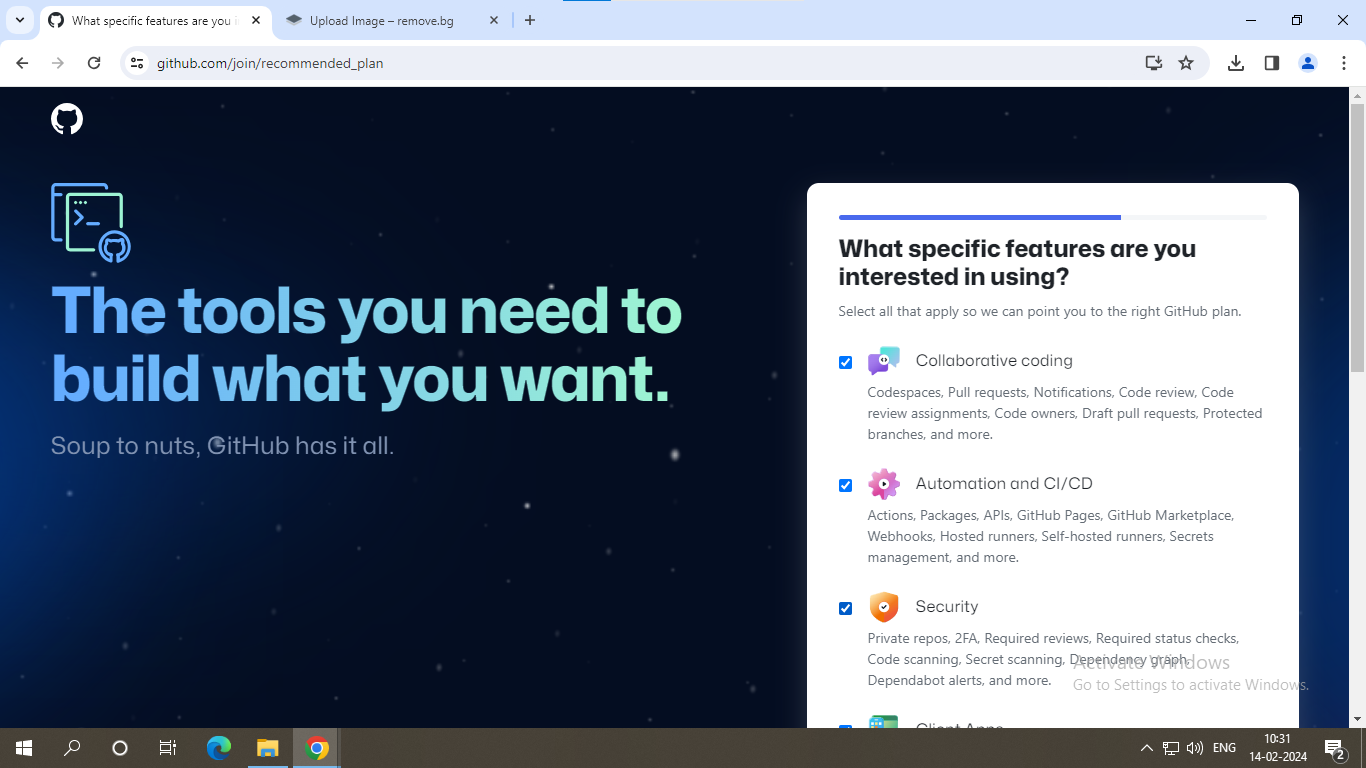 What specific features are you i
Upload Image – remove.bg
github.com/join/recommended_plan
The tools you need to
build what you want.
Soup to nuts, GitHub has it all.
What specific features are you
interested in using?
Select all that apply so we can point you to the right GitHub plan.
Collaborative coding
Codespaces, Pull requests, Notifications, Code review, Code
review assignments, Code owners, Draft pull requests, Protected
branches, and more.
Automation and CI/CD
Actions, Packages, APIs, GitHub Pages, GitHub Marketplace,
Webhooks, Hosted runners, Self-hosted runners, Secrets
management, and more.
Security
Private repos, 2FA, Required reviews, Required status checks,
Code scanning, Secret scanning, Dependency graph,
Dependabot alerts, and more.
Client Apps
Activate Windows
Go to Settings to activate Windows.
ENG
10:31
14-02-2024
2